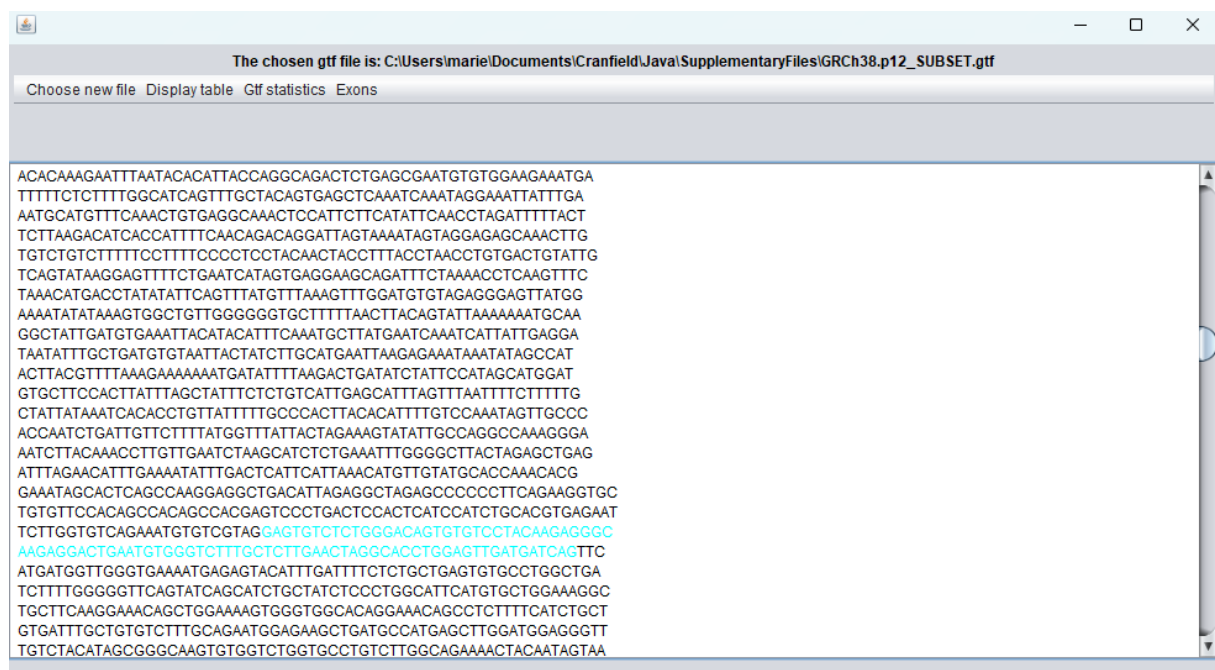 The chosen gtf file is: C:\Users\marie\Documents\Cranfield\Java\SupplementaryFiles\GRCh38.p12_SUBSET.gtf
Choose new file Display table Gtf statistics Exons
ACACAAAGAATTTAATACACATTACCAGGCAGACTCTGAGCGAATGTGTGGAAGAAATGA
TTTTTCTCTTTTGGCATCAGTTTGCTACAGTGAGCTCAAATCAAATAGGAAATTATTTGA
AATGCATGTTTCAAACTGTGAGGCAAACTCCATTCTTCATATTCAACCTAGATTTTTACT
TCTTAAGACATCACCATTTTCAACAGACAGGATTAGTAAAATAGTAGGAGAGCAAACTTG
TGTCTGTCTTTTTCCTTTTCCCCTCCTACAACTACCTTTACCTAACCTGTGACTGTATTG
TCAGTATAAGGAGTTTTCTGAATCATAGTGAGGAAGCAGATTTCTAAAACCTCAAGTTTC
TAAACATGACCTATATATTCAGTTTATGTTTAAAGTTTGGATGTGTAGAGGGAGTTATGG
AAAATATATAAAGTGGCTGTTGGGGGGTGCTTTTTAACTTACAGTATTAAAAAAATGCAA
GGCTATTGATGTGAAATTACATACATTTCAAATGCTTATGAATCAAATCATTATTGAGGA
TAATATTTGCTGATGTGTAATTACTATCTTGCATGAATTAAGAGAAATAAATATAGCCAT
ACTTACGTTTTAAAGAAAAAAATGATATTTTAAGACTGATATCTATTCCATAGCATGGAT
GTGCTTCCACTTATTTAGCTATTTCTCTGTCATTGAGCATTTAGTTTAATTTTCTTTTTG
CTATTATAAATCACACCTGTTATTTTTGCCCACTTACACATTTTGTCCAAATAGTTGCCC
ACCAATCTGATTGTTCTTTTATGGTTTATTACTAGAAAGTATATTGCCAGGCCAAAGGGA
AATCTTACAAACCTTGTTGAATCTAAGCATCTCTGAAATTTGGGGCTTACTAGAGCTGAG
ATTTAGAACATTTGAAAATATTTGACTCATTCATTAAACATGTTGTATGCACCAAACACG
GAAATAGCACTCAGCCAAGGAGGCTGACATTAGAGGCTAGAGCCCCCCTTCAGAAGGTGC
TGTGTTCCACAGCCACAGCCACGAGTCCCTGACTCCACTCATCCATCTGCACGTGAGAAT
TCTTGGTGTCAGAAATGTGTCGTAGGAGTGTCTCTGGGACAGTGTGTCCTACAAGAGGGC
AAGAGGACTGAATGTGGGTCTTTGCTCTTGAACTAGGCACCTGGAGTTGATGATCAGTTC
ATGATGGTTGGGTGAAAATGAGAGTACATTTGATTTTCTCTGCTGAGTGTGCCTGGCTGA
TCTTTTGGGGGTTCAGTATCAGCATCTGCTATCTCCCTGGCATTCATGTGCTGGAAAGGC
TGCTTCAAGGAAACAGCTGGAAAAGTGGGTGGCACAGGAAACAGCCTCTTTTCATCTGCT
GTGATTTGCTGTGTCTTTGCAGAATGGAGAAGCTGATGCCATGAGCTTGGATGGAGGGTT
TGTCTACATAGCGGGCAAGTGTGGTCTGGTGCCTGTCTTGGCAGAAAACTACAATAGTAA